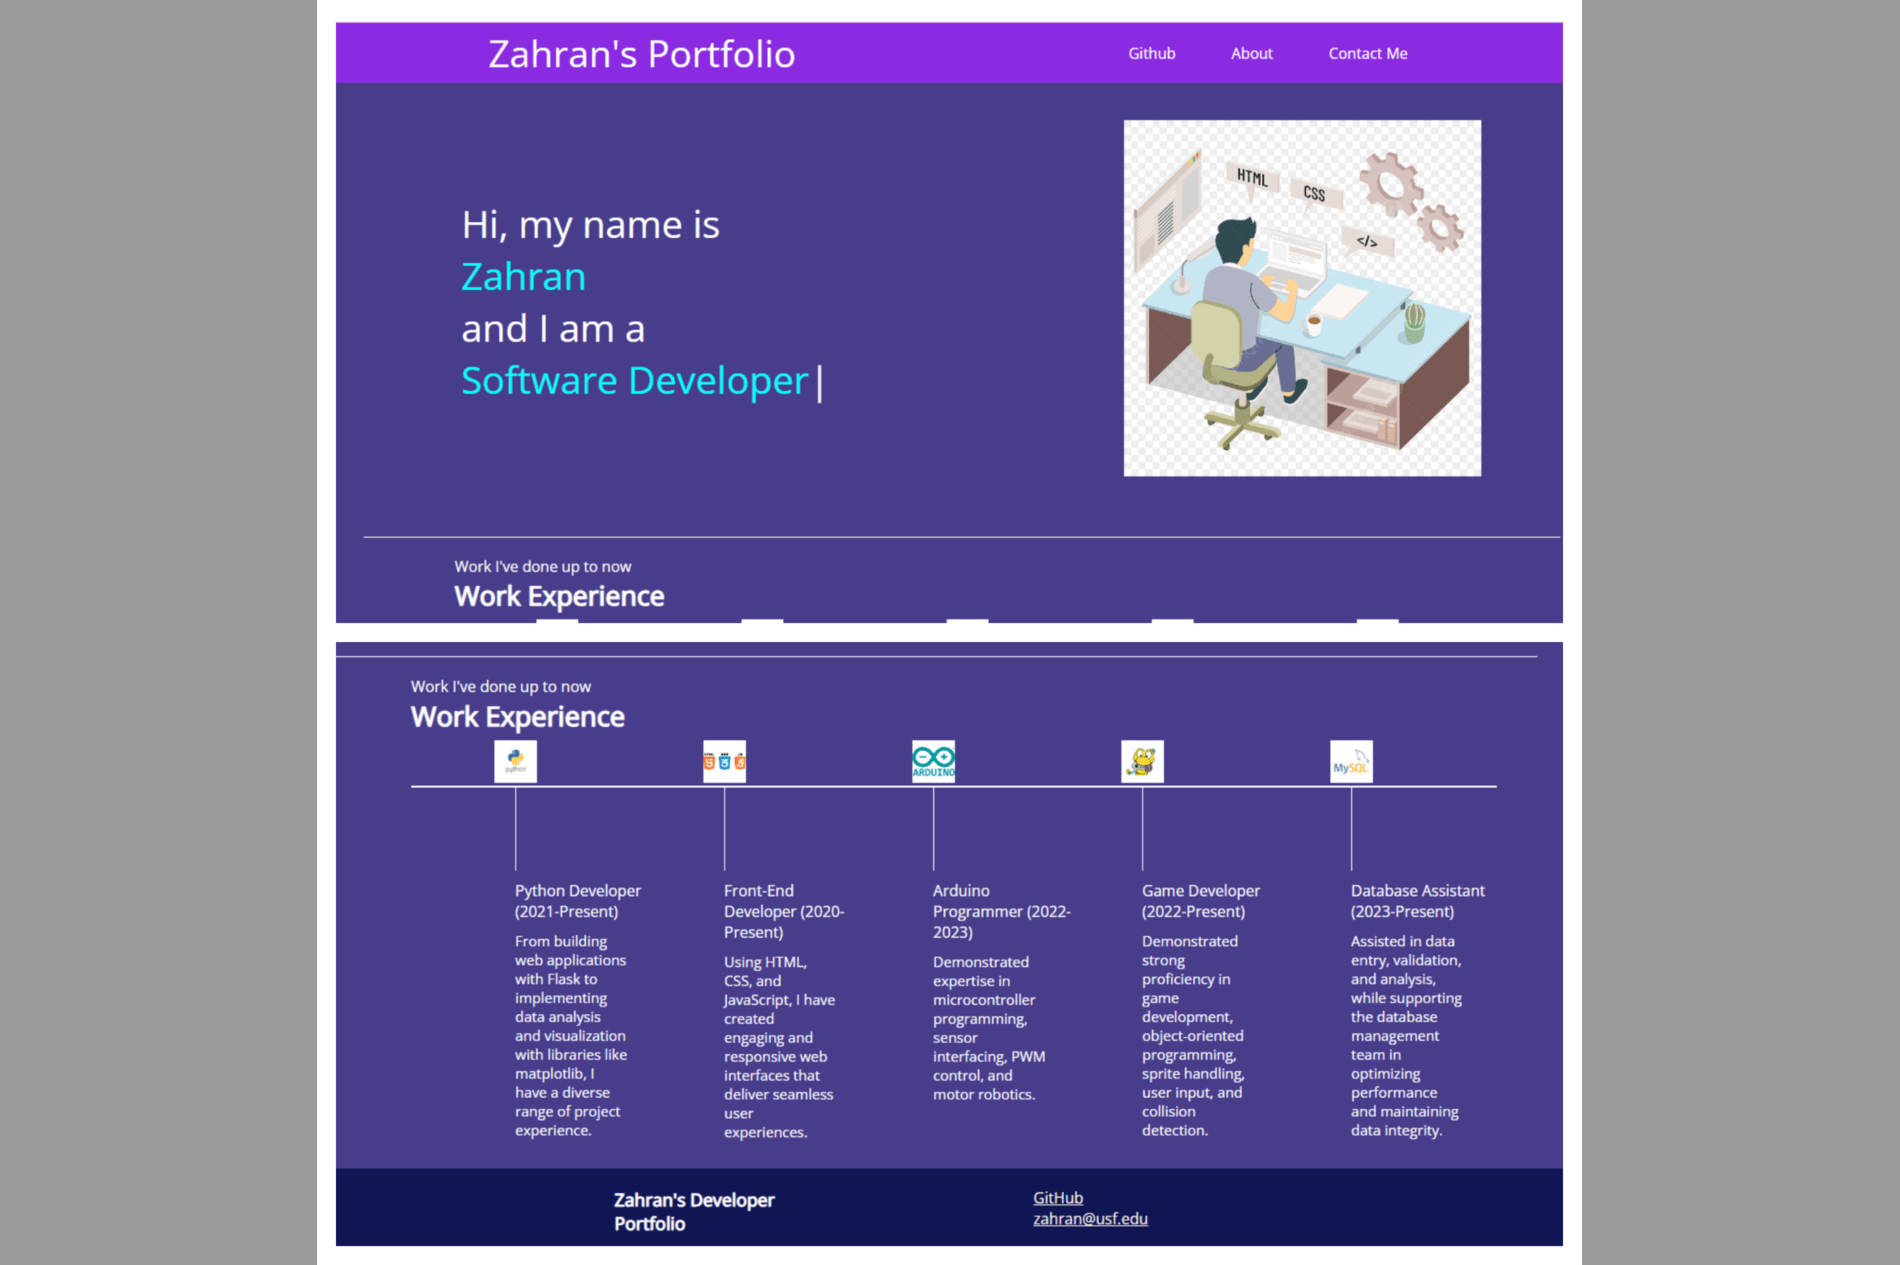 Zahran's Portfolio
Github
About
Contact Me
HTML
CSS
</>
Hi, my name is
Zahran
and I am a
Software Developer|
Work I've done up to now
Work Experience
Work I've done up to now
Work Experience
python
ARDUINO
MySQL
Python Developer
(2021-Present)
From building
web applications
with Flask to
implementing
data analysis
and visualization
with libraries like
matplotlib, I
have a diverse
range of project
experience.
Front-End
Developer (2020-
Present)
Using HTML,
CSS, and
JavaScript, I have
created
engaging and
responsive web
interfaces that
deliver seamless
user
experiences.
Arduino
Programmer (2022-
2023)
Demonstrated
expertise in
microcontroller
programming,
sensor
interfacing, PWM
control, and
motor robotics.
Game Developer
(2022-Present)
Demonstrated
strong
proficiency in
game
development,
object-oriented
programming,
sprite handling,
user input, and
collision
detection.
Database Assistant
(2023-Present)
Assisted in data
entry, validation,
and analysis,
while supporting
the database
management
team in
optimizing
performance
and maintaining
data integrity.
Zahran's Developer
Portfolio
GitHub
zahran@usf.edu